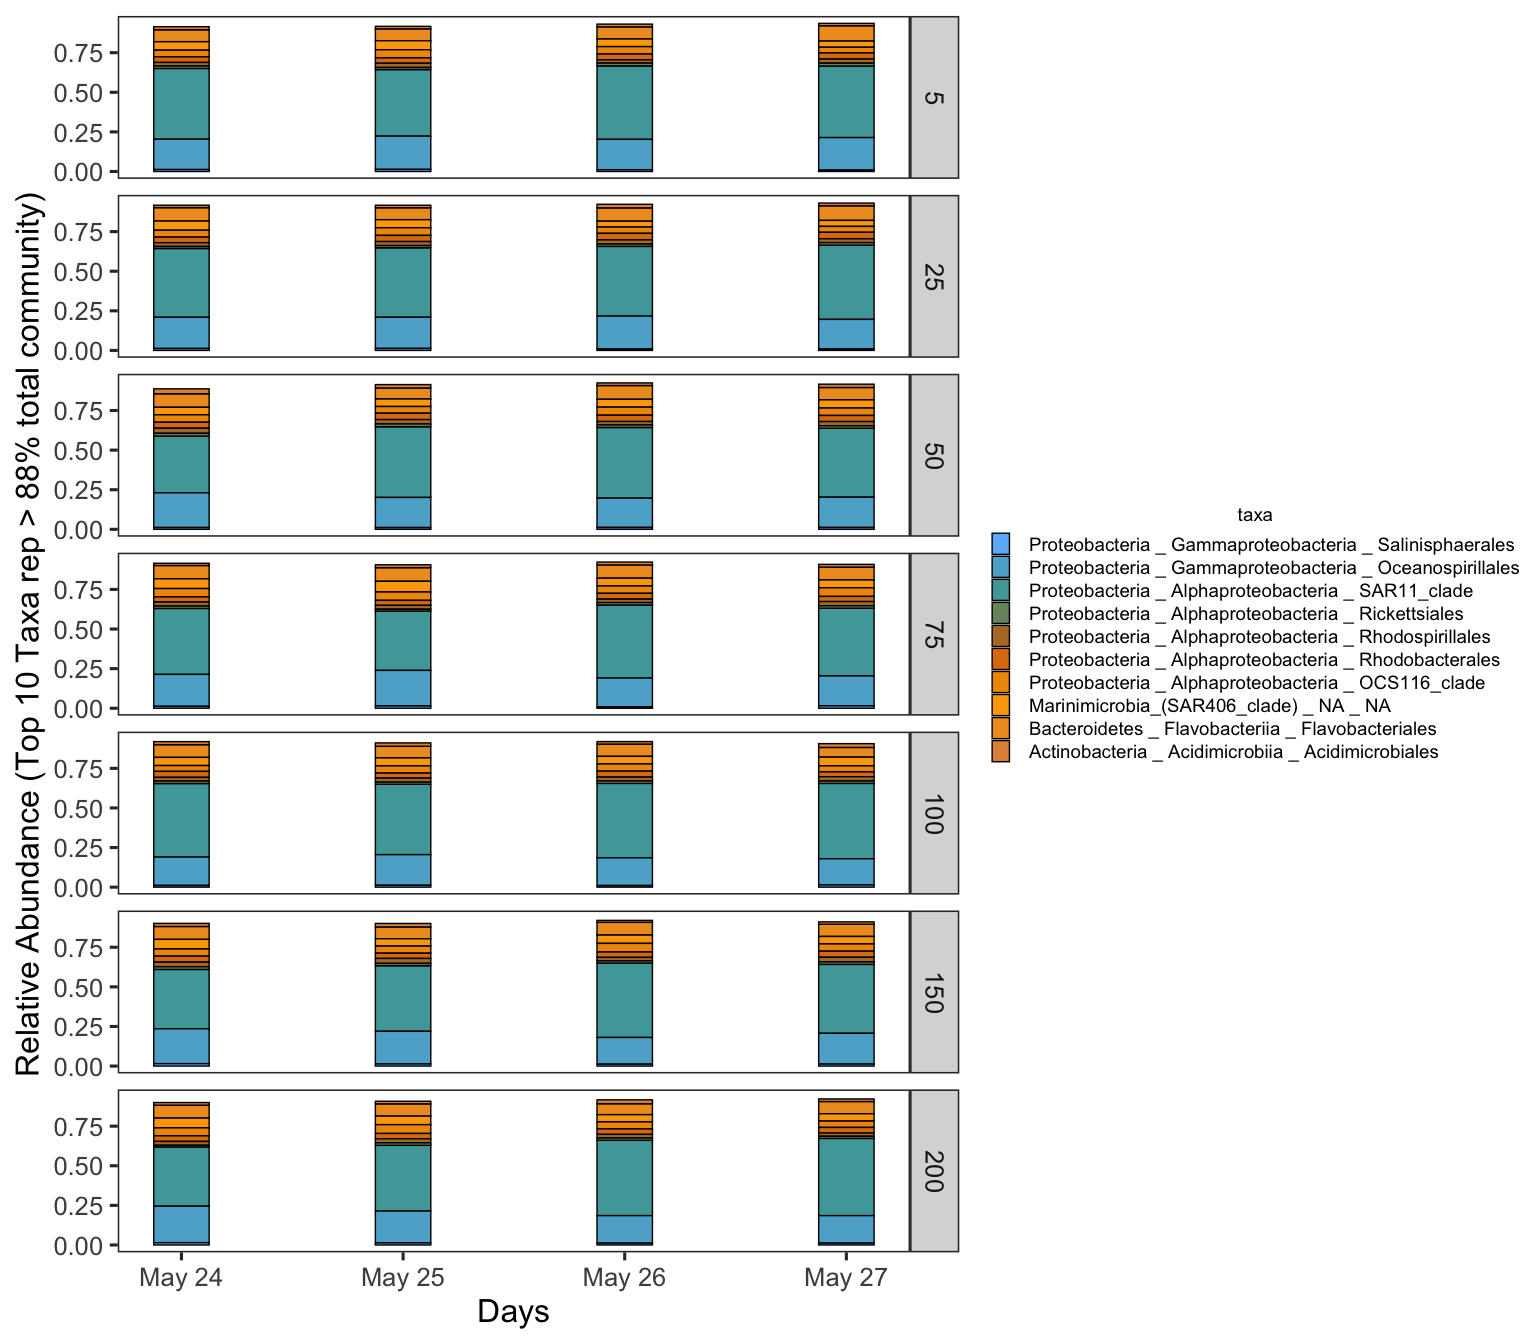 Relative Abundance (Top 10 Taxa rep > 88% total community)
0.75
0.50
0.25
0.00
5
0.75
0.50
0.25
0.00
25
0.75
0.50
0.25
0.00
50
0.75
0.50
0.25
0.00
75
0.75
0.50
0.25
0.00
100
0.75
0.50
0.25
0.00
150
0.75
0.50
0.25
0.00
200
May 24
May 25
May 26
May 27
Days
taxa
Proteobacteria _ Gammaproteobacteria _ Salinisphaerales
Proteobacteria _ Gammaproteobacteria _ Oceanospirillales
Proteobacteria _ Alphaproteobacteria _ SAR11_clade
Proteobacteria _ Alphaproteobacteria _ Rickettsiales
Proteobacteria _ Alphaproteobacteria _ Rhodospirillales
Proteobacteria _ Alphaproteobacteria _ Rhodobacterales
Proteobacteria _ Alphaproteobacteria _ OCS116_clade
Marinimicrobia_(SAR406_clade) _ NA _ NA
Bacteroidetes _ Flavobacteriia _ Flavobacteriales
Actinobacteria _ Acidimicrobiia _ Acidimicrobiales